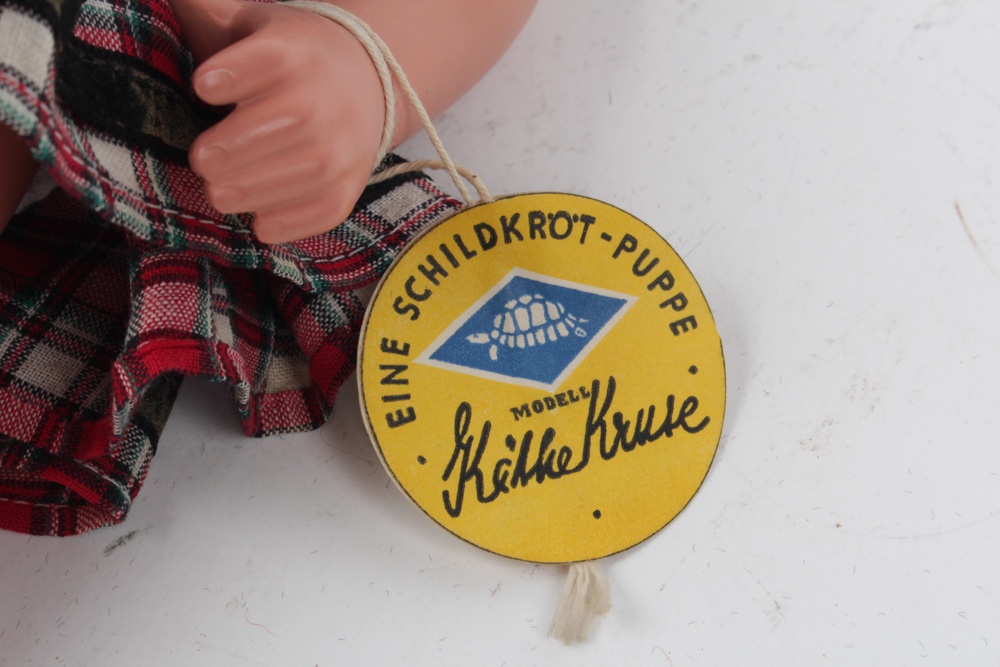 EINE SCHILDKRÖT-PUPPE
MODELL
Käthe Kruse